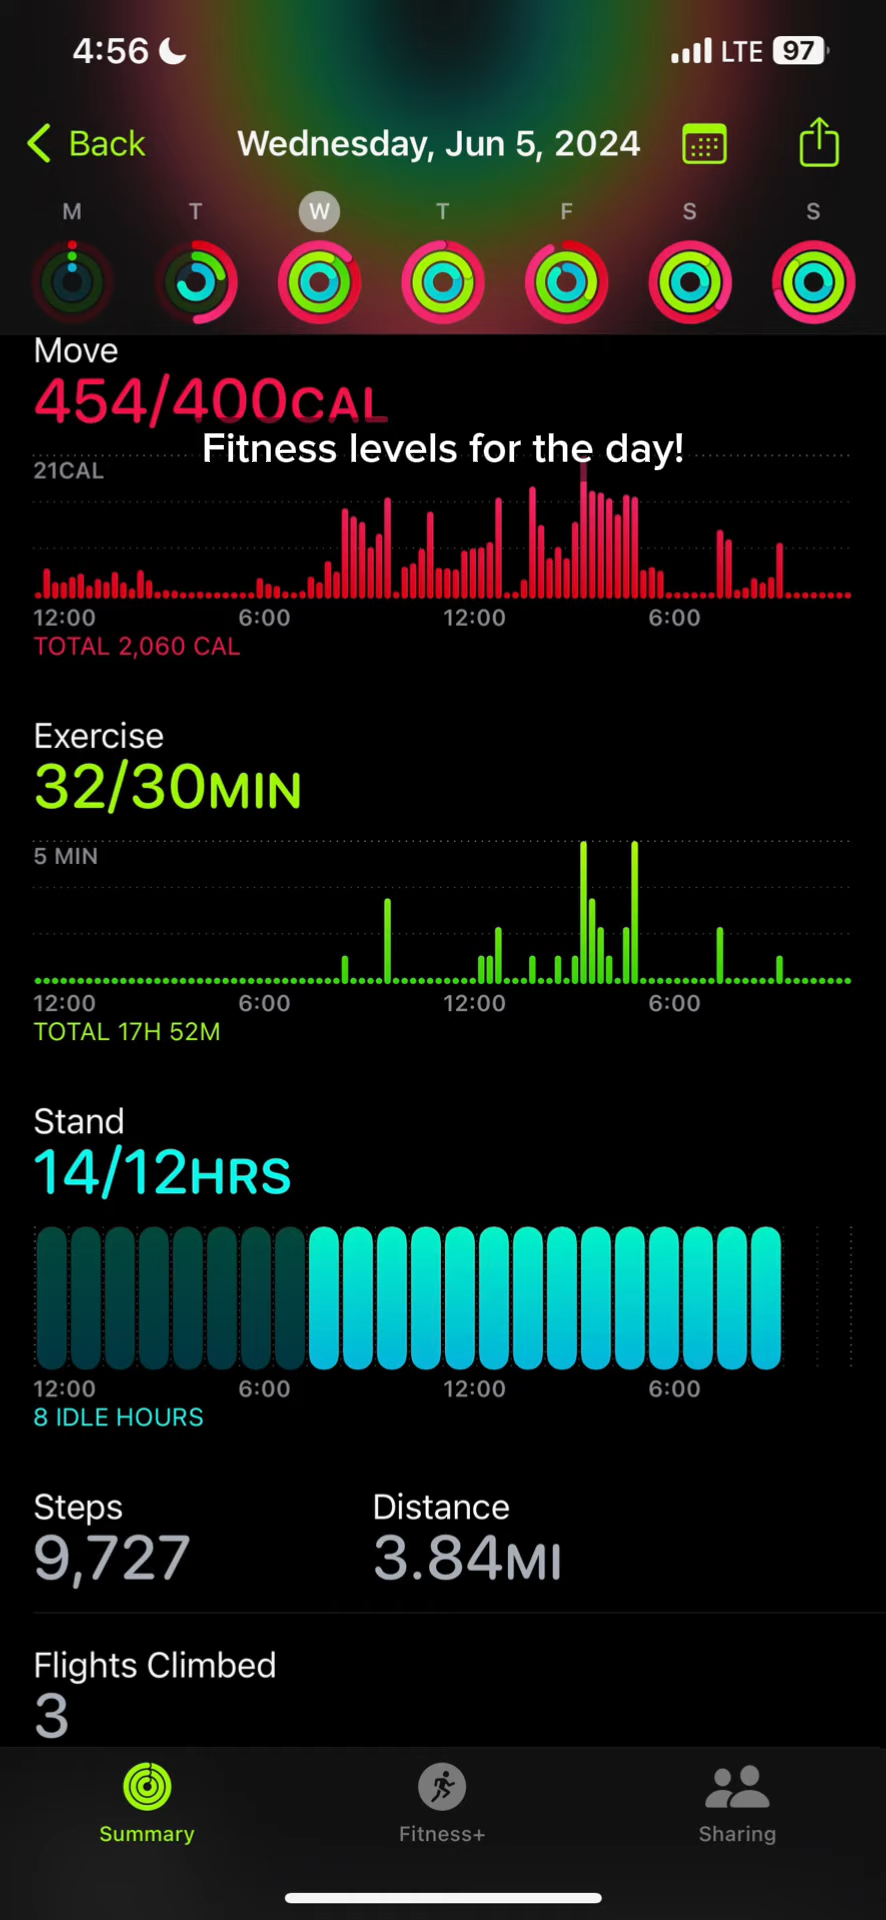 4:56 LTE 97
Back Wednesday, Jun 5, 2024
M T W T F S S
Move
454/400CAL
Fitness levels for the day!
21CAL
12:00 6:00 12:00 6:00
TOTAL 2,060 CAL
Exercise
32/30MIN
5 MIN
12:00 6:00 12:00 6:00
TOTAL 17H 52M
Stand
14/12HRS
12:00 6:00 12:00 6:00
8 IDLE HOURS
Steps Distance
9,727 3.84MI
Flights Climbed
3
Summary Fitness+ Sharing